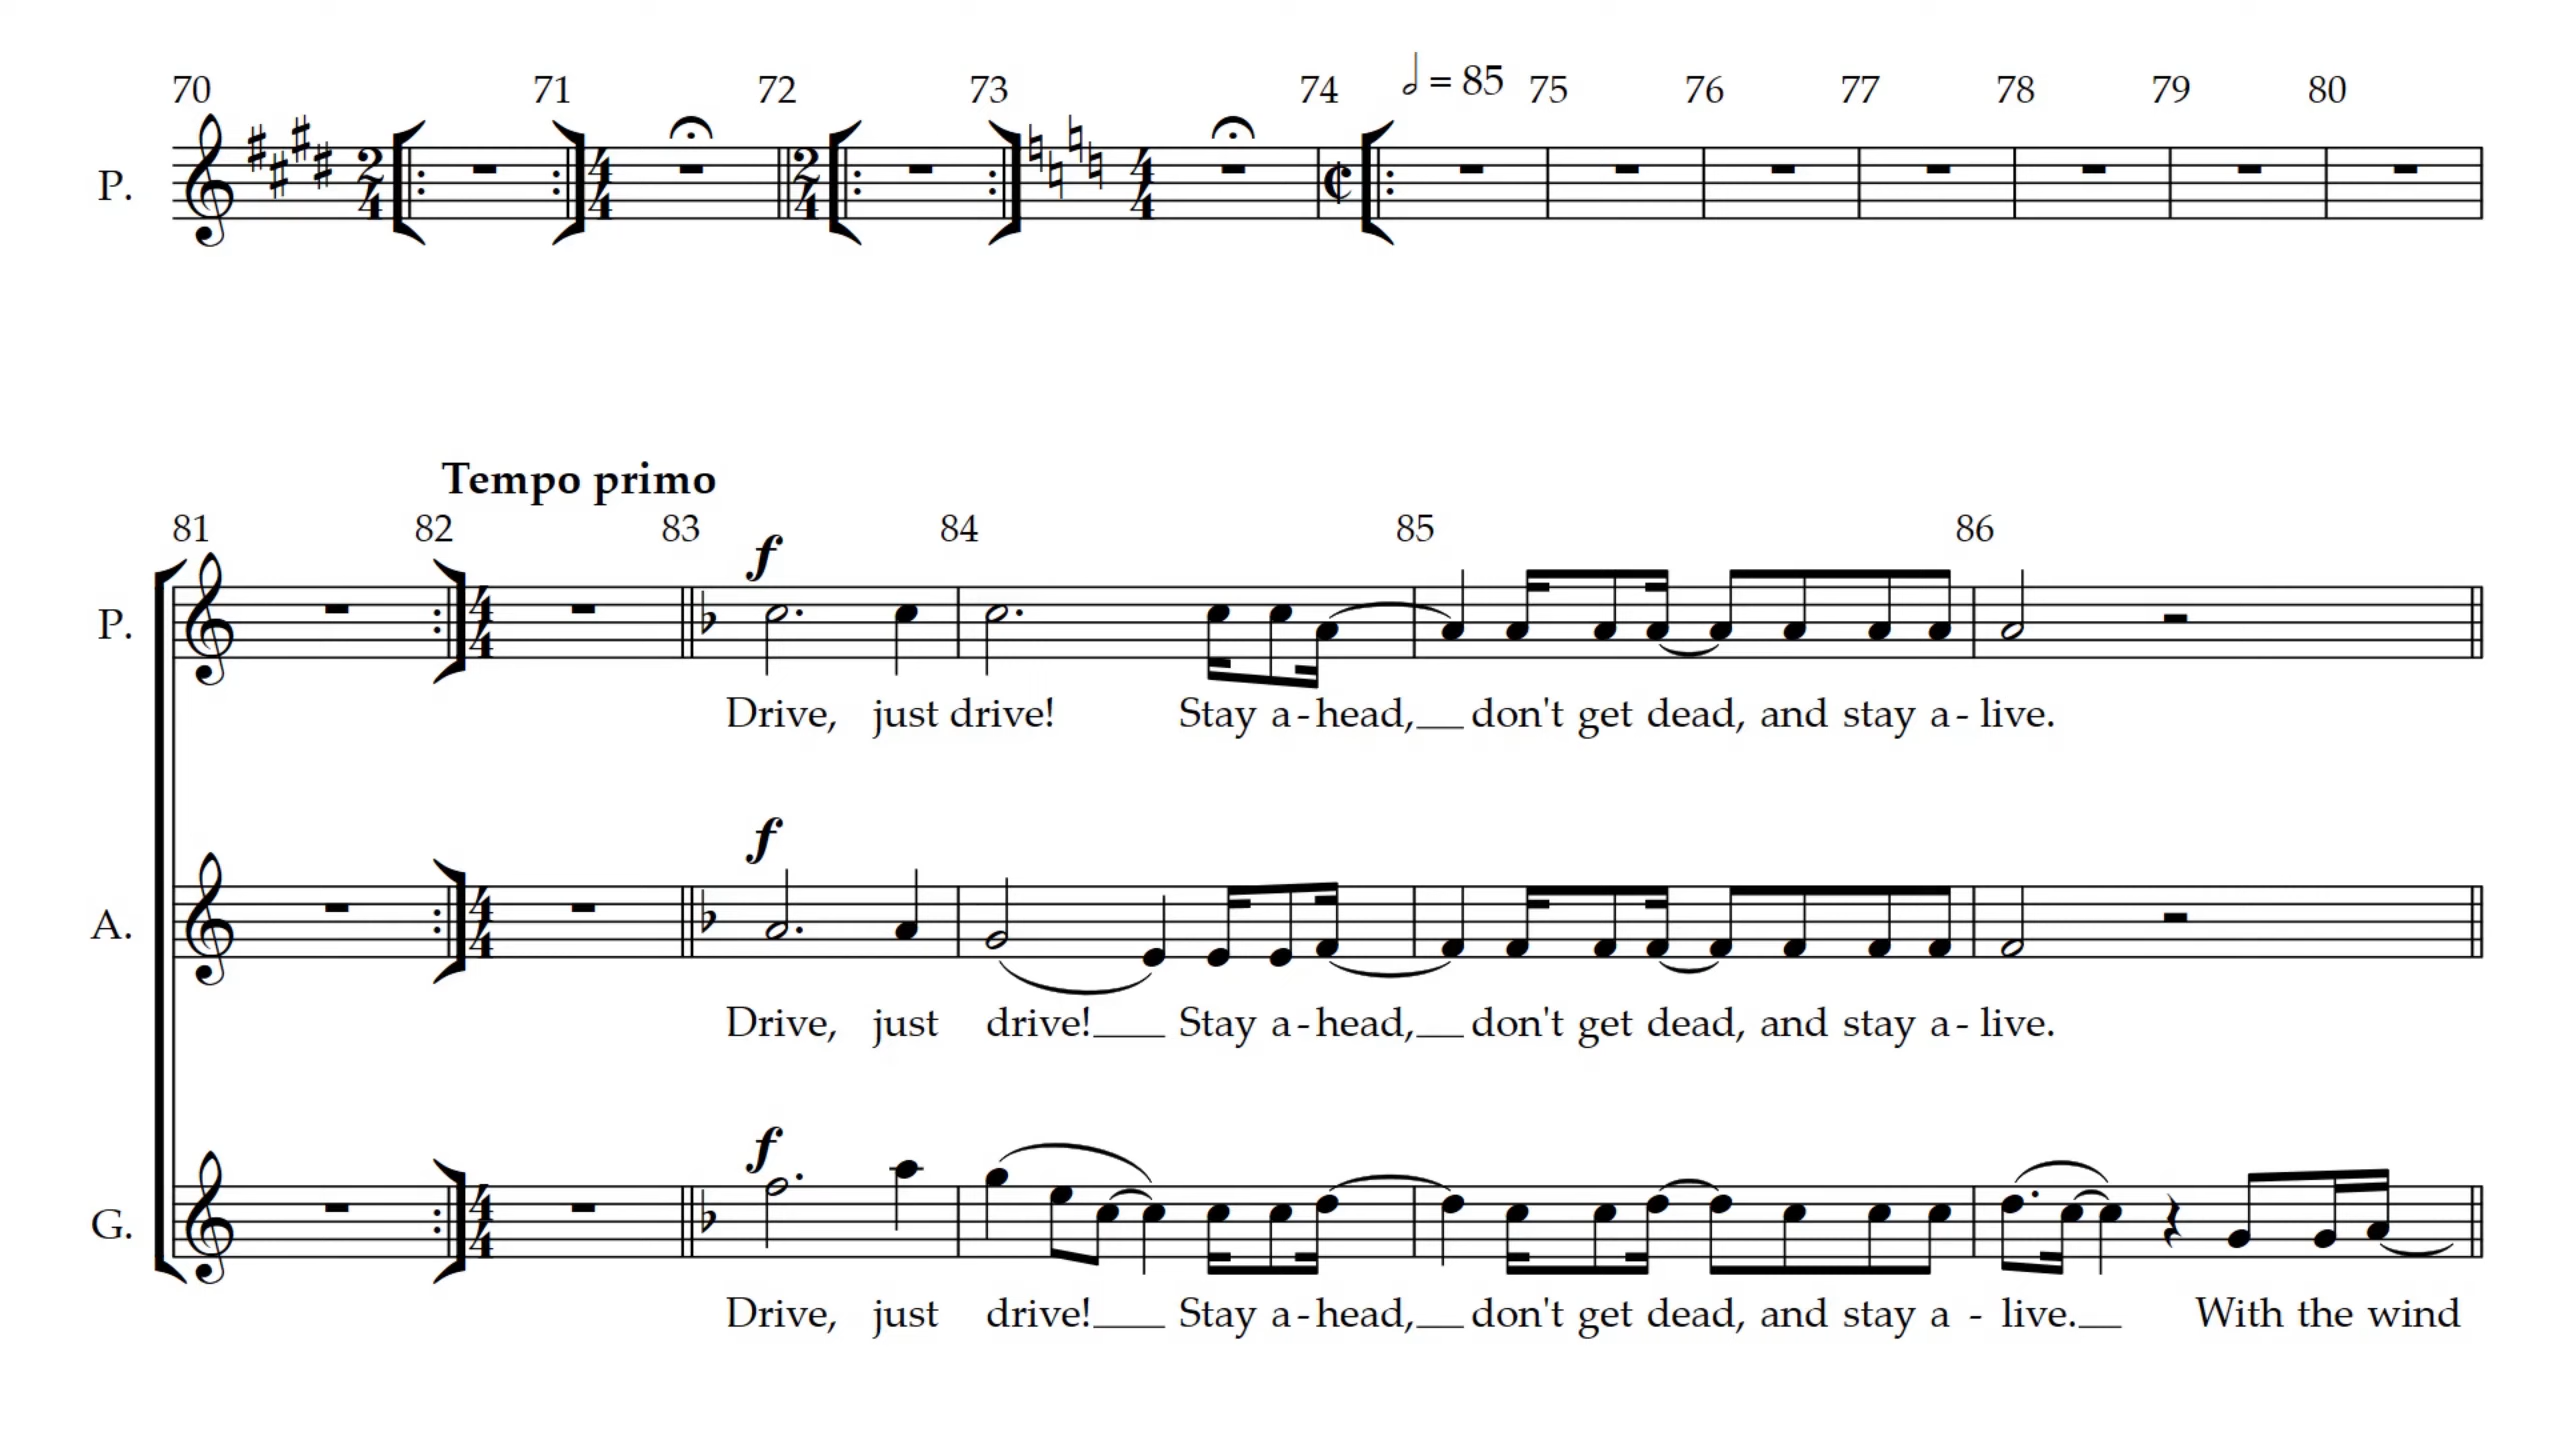 70 71 72 73 74 𝅗𝅥 = 85 75 76 77 78 79 80
P.
Tempo primo
81 82 83 84 85 86
f
P.
Drive, just drive! Stay a-head, don't get dead, and stay a-live.
f
A.
Drive, just drive! Stay a-head, don't get dead, and stay a-live.
f
G.
Drive, just drive! Stay a-head, don't get dead, and stay a - live. With the wind